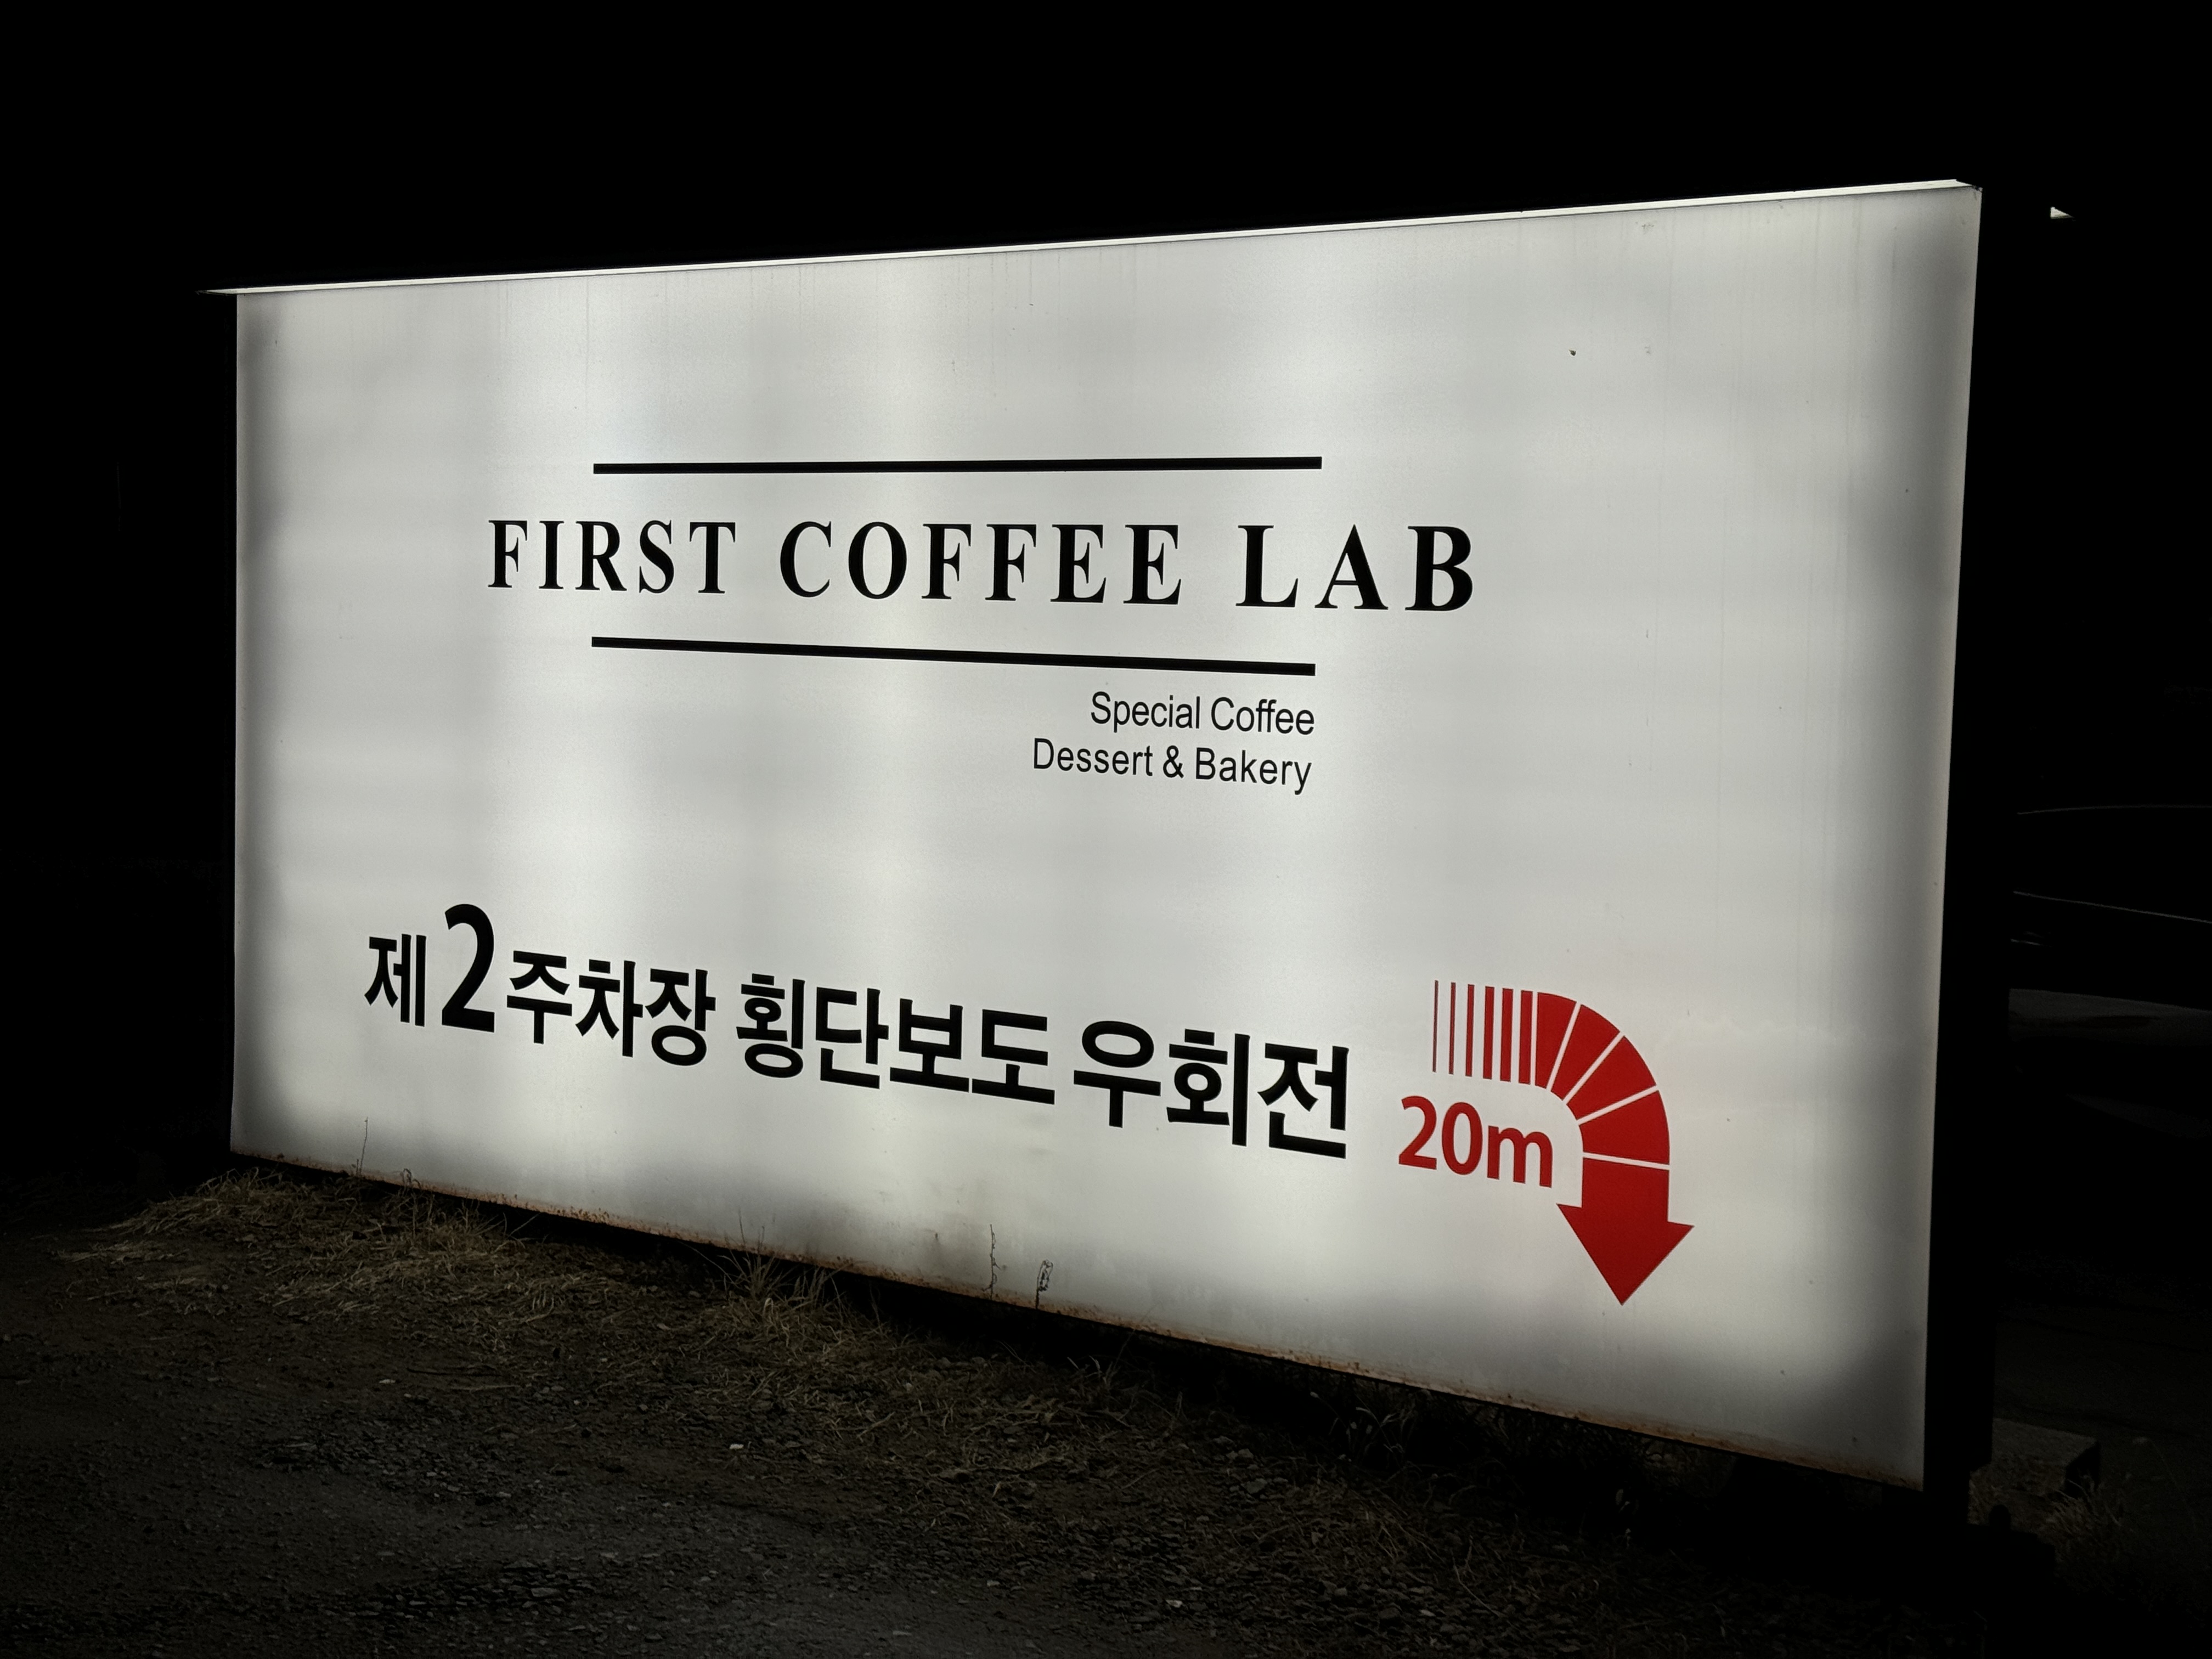 FIRST COFFEE LAB
Special Coffee
Dessert & Bakery
제2주차장 횡단보도 우회전
20m